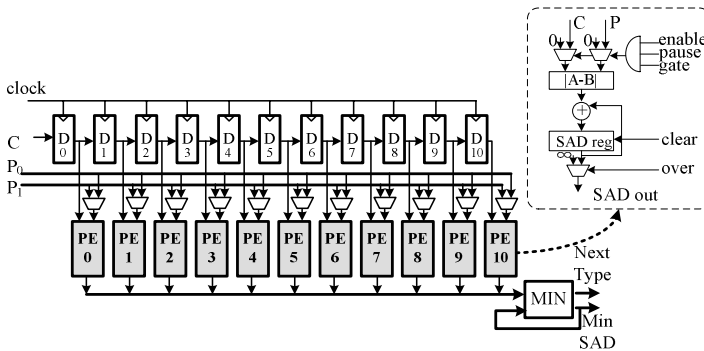 C P
0 0 enable
pause
gate
|A-B|
+
SAD reg clear
∞ over
SAD out
clock
C D D D D D D D D D D D
0 1 2 3 4 5 6 7 8 9 10
P0
P1
PE PE PE PE PE PE PE PE PE PE PE
0 1 2 3 4 5 6 7 8 9 10
Next
Type
MIN
Min
SAD